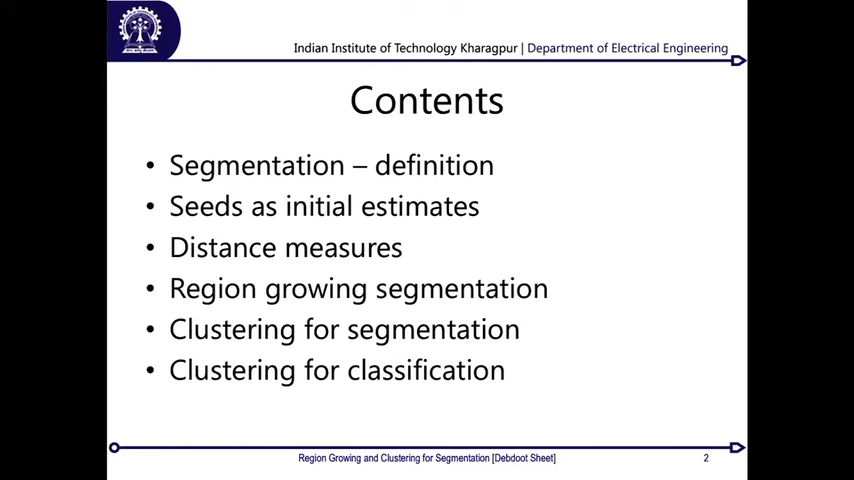 Indian Institute of Technology Kharagpur | Department of Electrical Engineering
Contents
• Segmentation – definition
• Seeds as initial estimates
• Distance measures
• Region growing segmentation
• Clustering for segmentation
• Clustering for classification
Region Growing and Clustering for Segmentation [Debdoot Sheet]
2